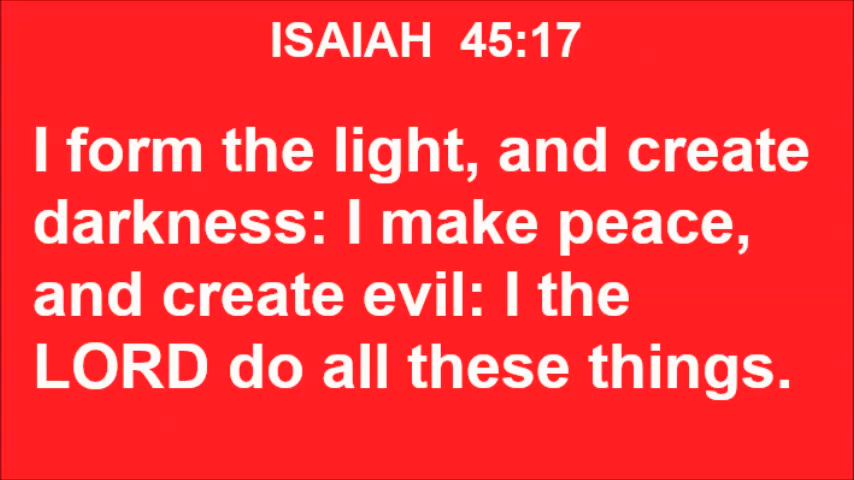 ISAIAH 45:17
I form the light, and create
darkness: I make peace,
and create evil: I the
LORD do all these things.